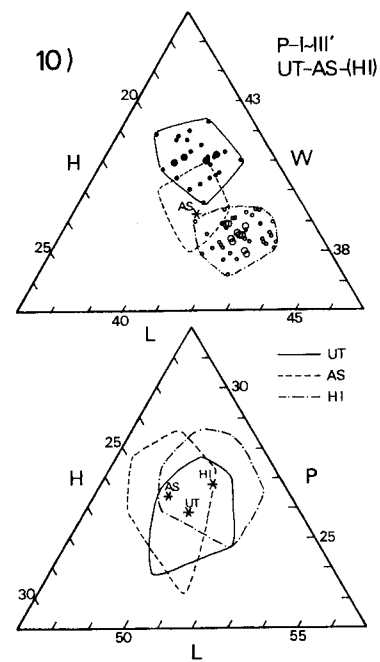 10)
P-I-III'
UT-AS-(HI)
20
43
H
W
AS
25
38
40
45
L
UT
AS
HI
30
25
H
P
HI
AS
UT
25
30
50
55
L